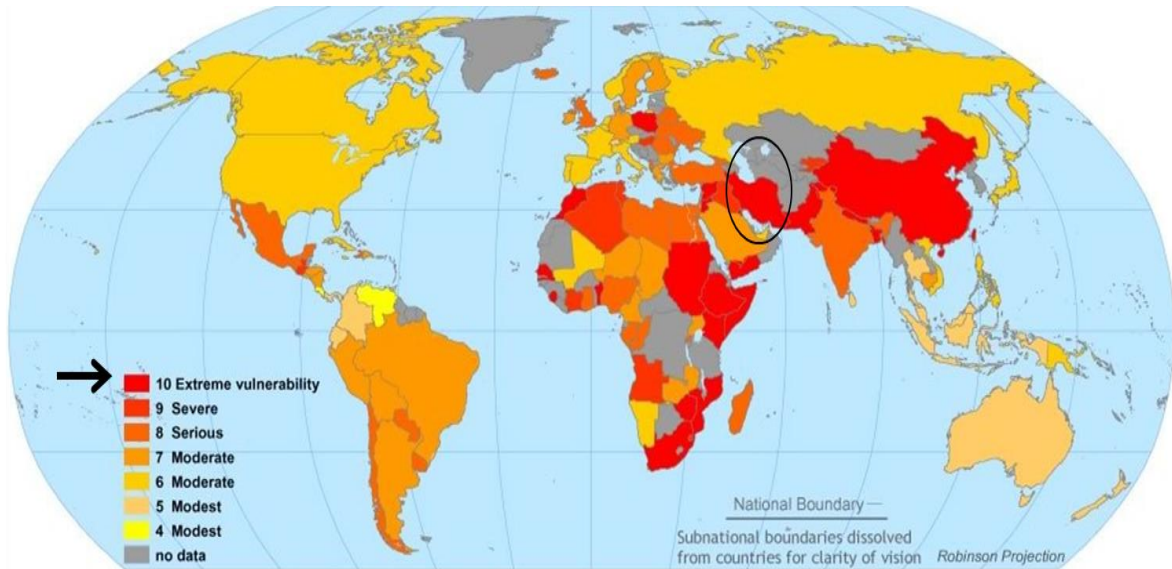 10 Extreme vulnerability
9 Severe
8 Serious
7 Moderate
6 Moderate
5 Modest
4 Modest
no data
National Boundary —
Subnational boundaries dissolved
from countries for clarity of vision
Robinson Projection